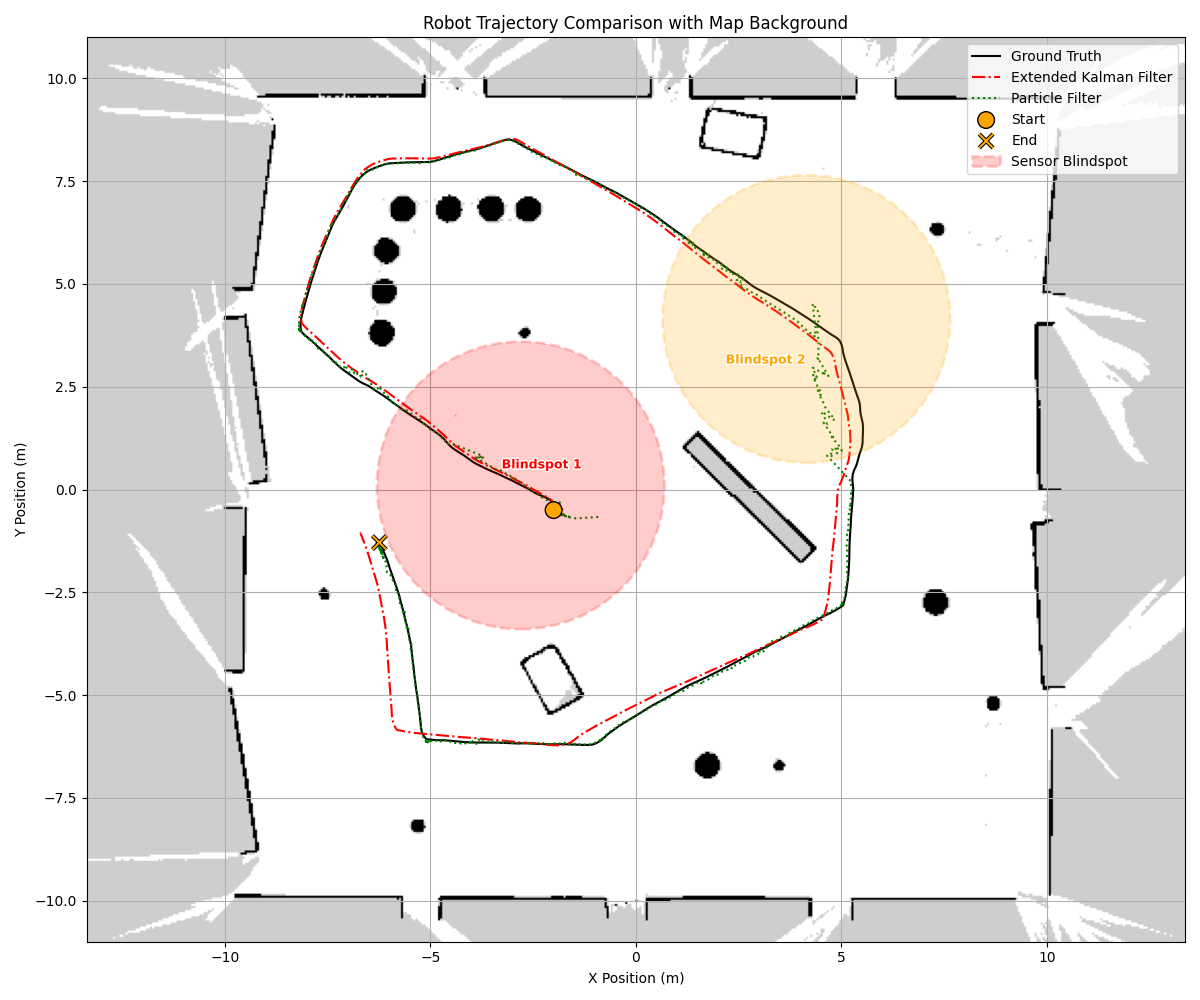 Robot Trajectory Comparison with Map Background
Ground Truth
Extended Kalman Filter
Particle Filter
Start
End
Sensor Blindspot
Blindspot 2
Blindspot 1
10.0
7.5
5.0
2.5
0.0
−2.5
−5.0
−7.5
−10.0
Y Position (m)
−10
−5
0
5
10
X Position (m)